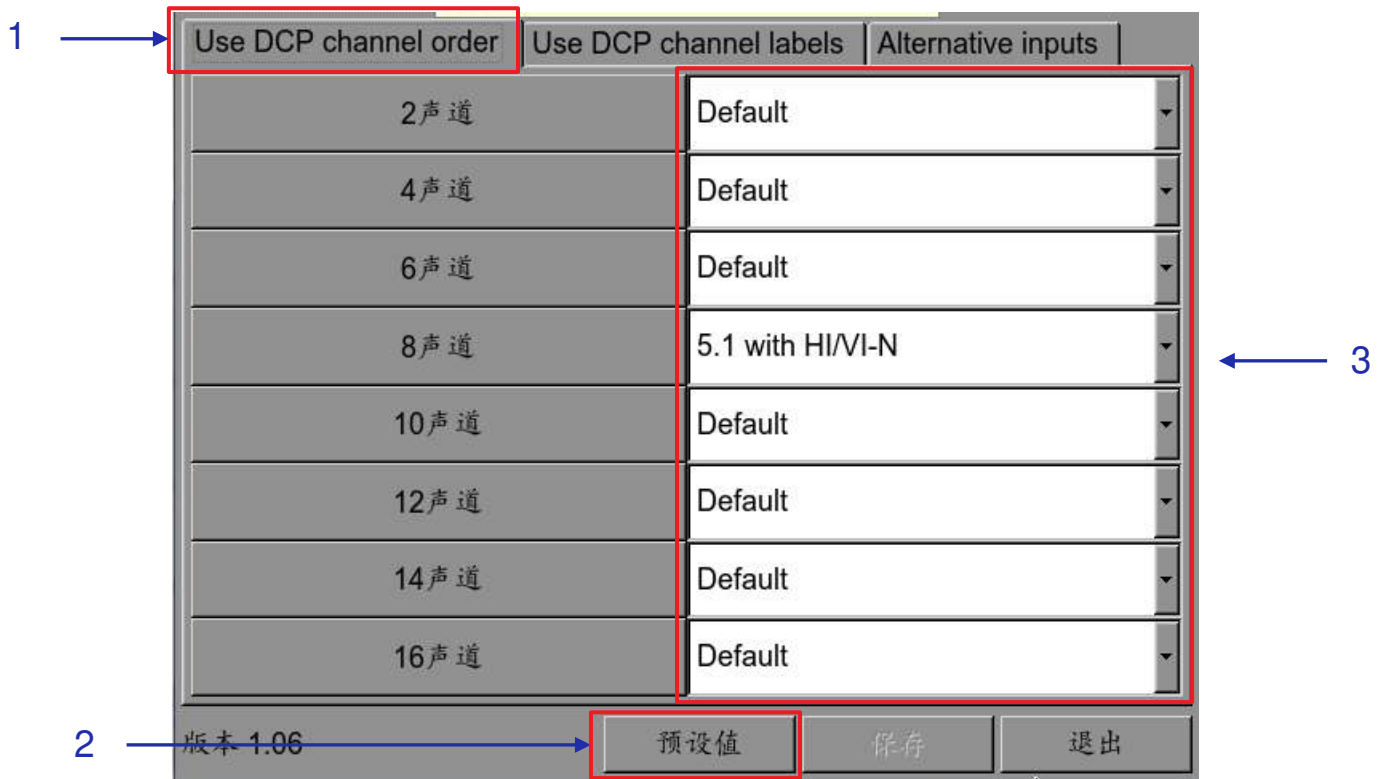 1
Use DCP channel order Use DCP channel labels Alternative inputs
2声道 Default
4声道 Default
6声道 Default
8声道 5.1 with HI/VI-N
3
10声道 Default
12声道 Default
14声道 Default
16声道 Default
2
版本 1.06 预设值 保存 退出